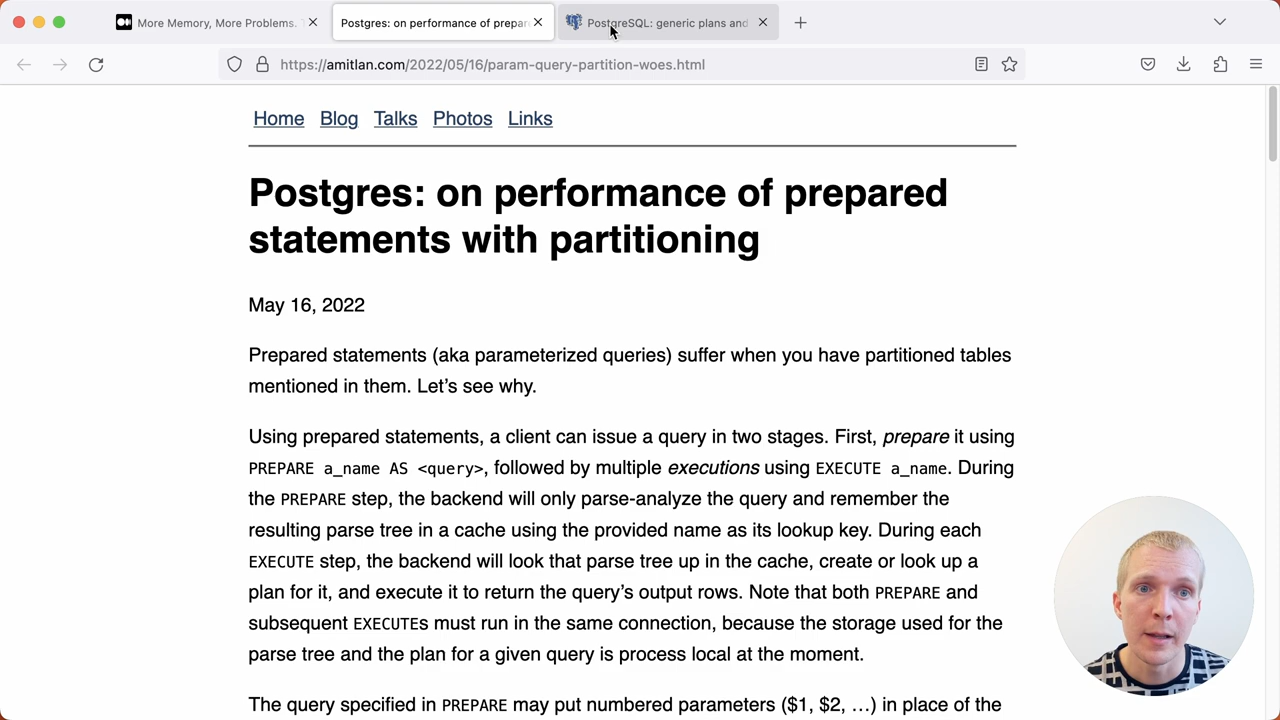 More Memory, More Problems.
Postgres: on performance of prepar
PostgreSQL: generic plans and
https://amitlan.com/2022/05/16/param-query-partition-woes.html
Home Blog Talks Photos Links
Postgres: on performance of prepared
statements with partitioning
May 16, 2022
Prepared statements (aka parameterized queries) suffer when you have partitioned tables
mentioned in them. Let’s see why.
Using prepared statements, a client can issue a query in two stages. First, prepare it using
PREPARE a_name AS <query>, followed by multiple executions using EXECUTE a_name. During
the PREPARE step, the backend will only parse-analyze the query and remember the
resulting parse tree in a cache using the provided name as its lookup key. During each
EXECUTE step, the backend will look that parse tree up in the cache, create or look up a
plan for it, and execute it to return the query’s output rows. Note that both PREPARE and
subsequent EXECUTEs must run in the same connection, because the storage used for the
parse tree and the plan for a given query is process local at the moment.
The query specified in PREPARE may put numbered parameters ($1, $2, …) in place of the